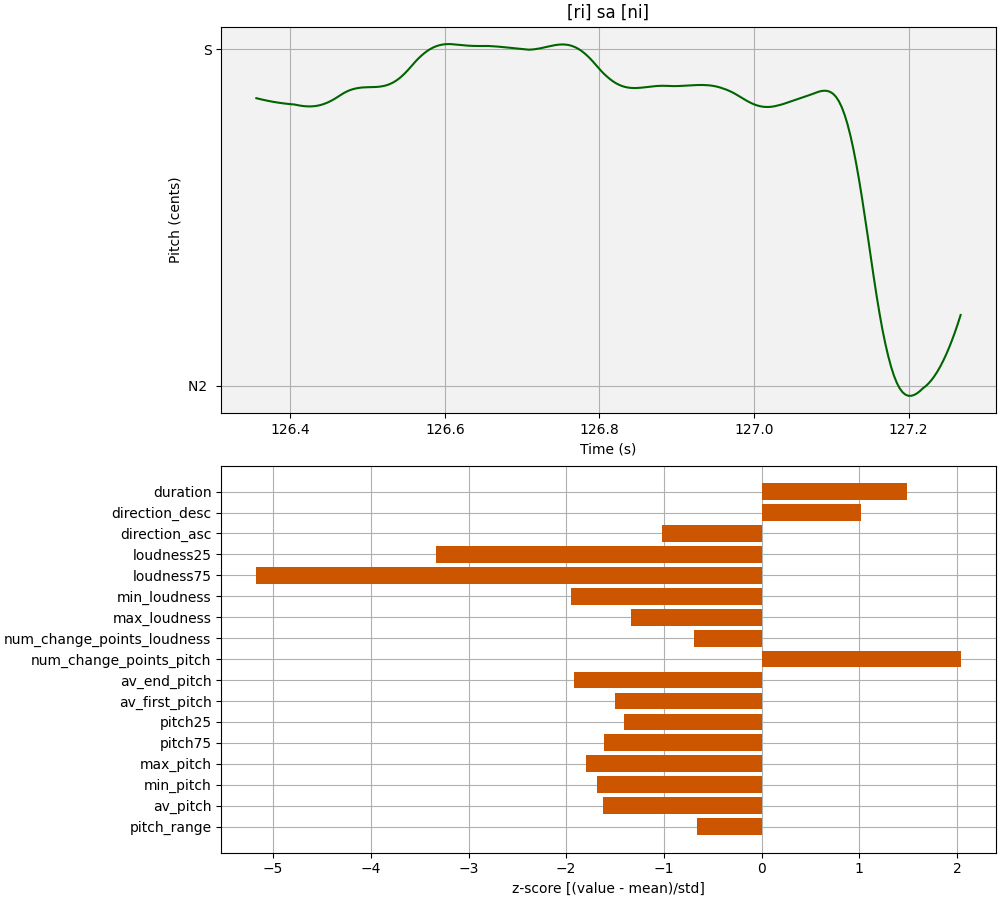 [ri] sa [ni]
S
N2
Pitch (cents)
126.4 126.6 126.8 127.0 127.2
Time (s)
duration
direction_desc
direction_asc
loudness25
loudness75
min_loudness
max_loudness
num_change_points_loudness
num_change_points_pitch
av_end_pitch
av_first_pitch
pitch25
pitch75
max_pitch
min_pitch
av_pitch
pitch_range
−5 −4 −3 −2 −1 0 1 2
z-score [(value - mean)/std]